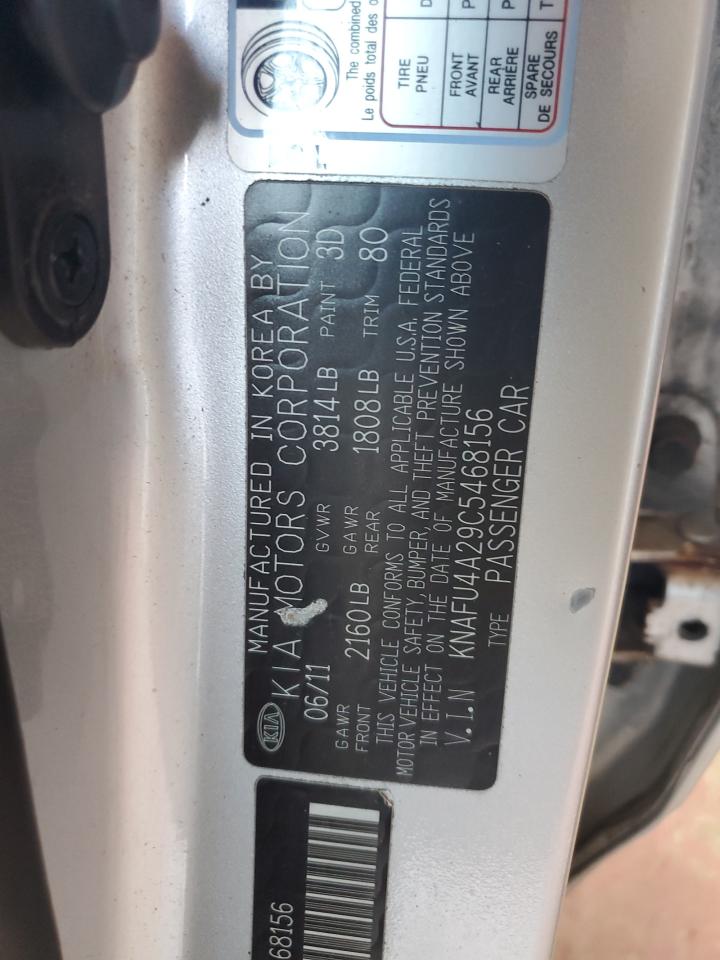 The combined
Le poids total des o
TIRE
PNEU
FRONT
AVANT
REAR
ARRIÈRE
SPARE
DE SECOURS
KIA
MANUFACTURED IN KOREA BY
KIA MOTORS CORPORATION
06/11 GVWR 3814LB PAINT 3D
GAWR FRONT 2160LB GAWR REAR 1808LB TRIM 80
THIS VEHICLE CONFORMS TO ALL APPLICABLE U.S.A. FEDERAL
MOTOR VEHICLE SAFETY, BUMPER, AND THEFT PREVENTION STANDARDS
IN EFFECT ON THE DATE OF MANUFACTURE SHOWN ABOVE
V.I.N KNAFU4A29C5468156
TYPE PASSENGER CAR
68156